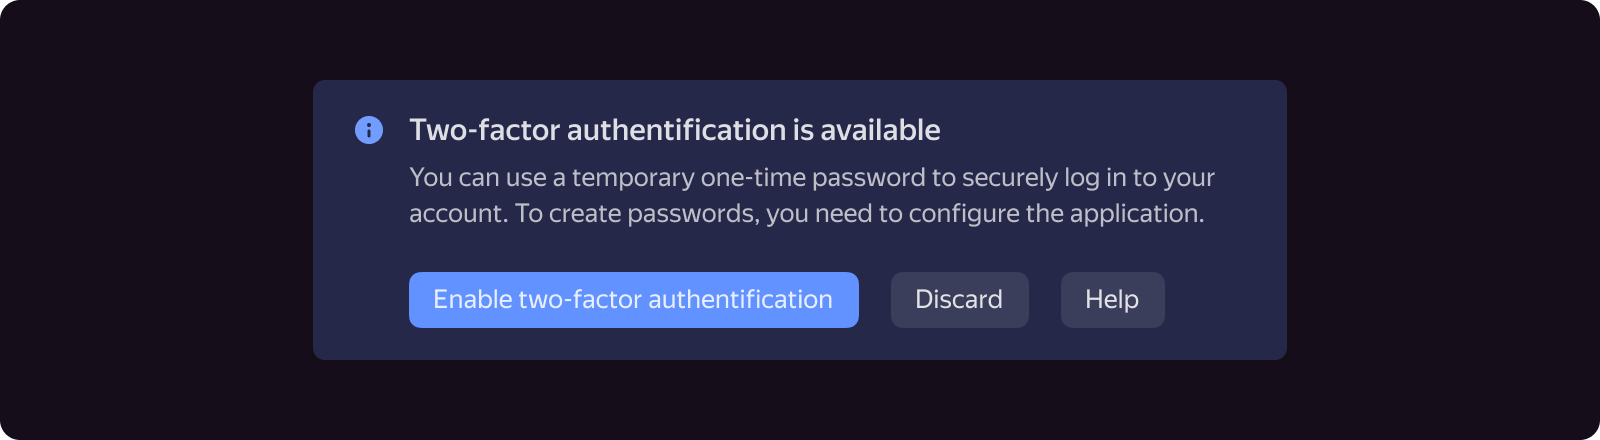 Two-factor authentification is available
You can use a temporary one-time password to securely log in to your
account. To create passwords, you need to configure the application.
Enable two-factor authentification
Discard
Help